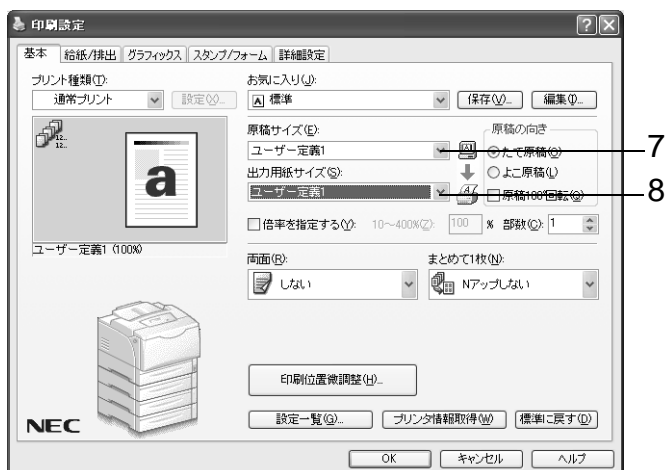 印刷設定
基本 給紙/排出 グラフィックス スタンプ/フォーム 詳細設定
プリント種類(T):
通常プリント 設定(X)...
お気に入り(J):
A 標準 保存(V)... 編集(I)...
原稿サイズ(E):
ユーザー定義1
7
出力用紙サイズ(S):
ユーザー定義1
8
原稿の向き
たて原稿(O)
よこ原稿(L)
原稿180°回転(Q)
12..
12..
a
ユーザー定義1 (100%)
倍率を指定する(Y): 10~400%(Z): 100 % 部数(C): 1
両面(R):
しない
まとめて1枚(N):
Nアップしない
印刷位置微調整(H)...
NEC
設定一覧(G)... プリンタ情報取得(W) 標準に戻す(D)
OK キャンセル ヘルプ